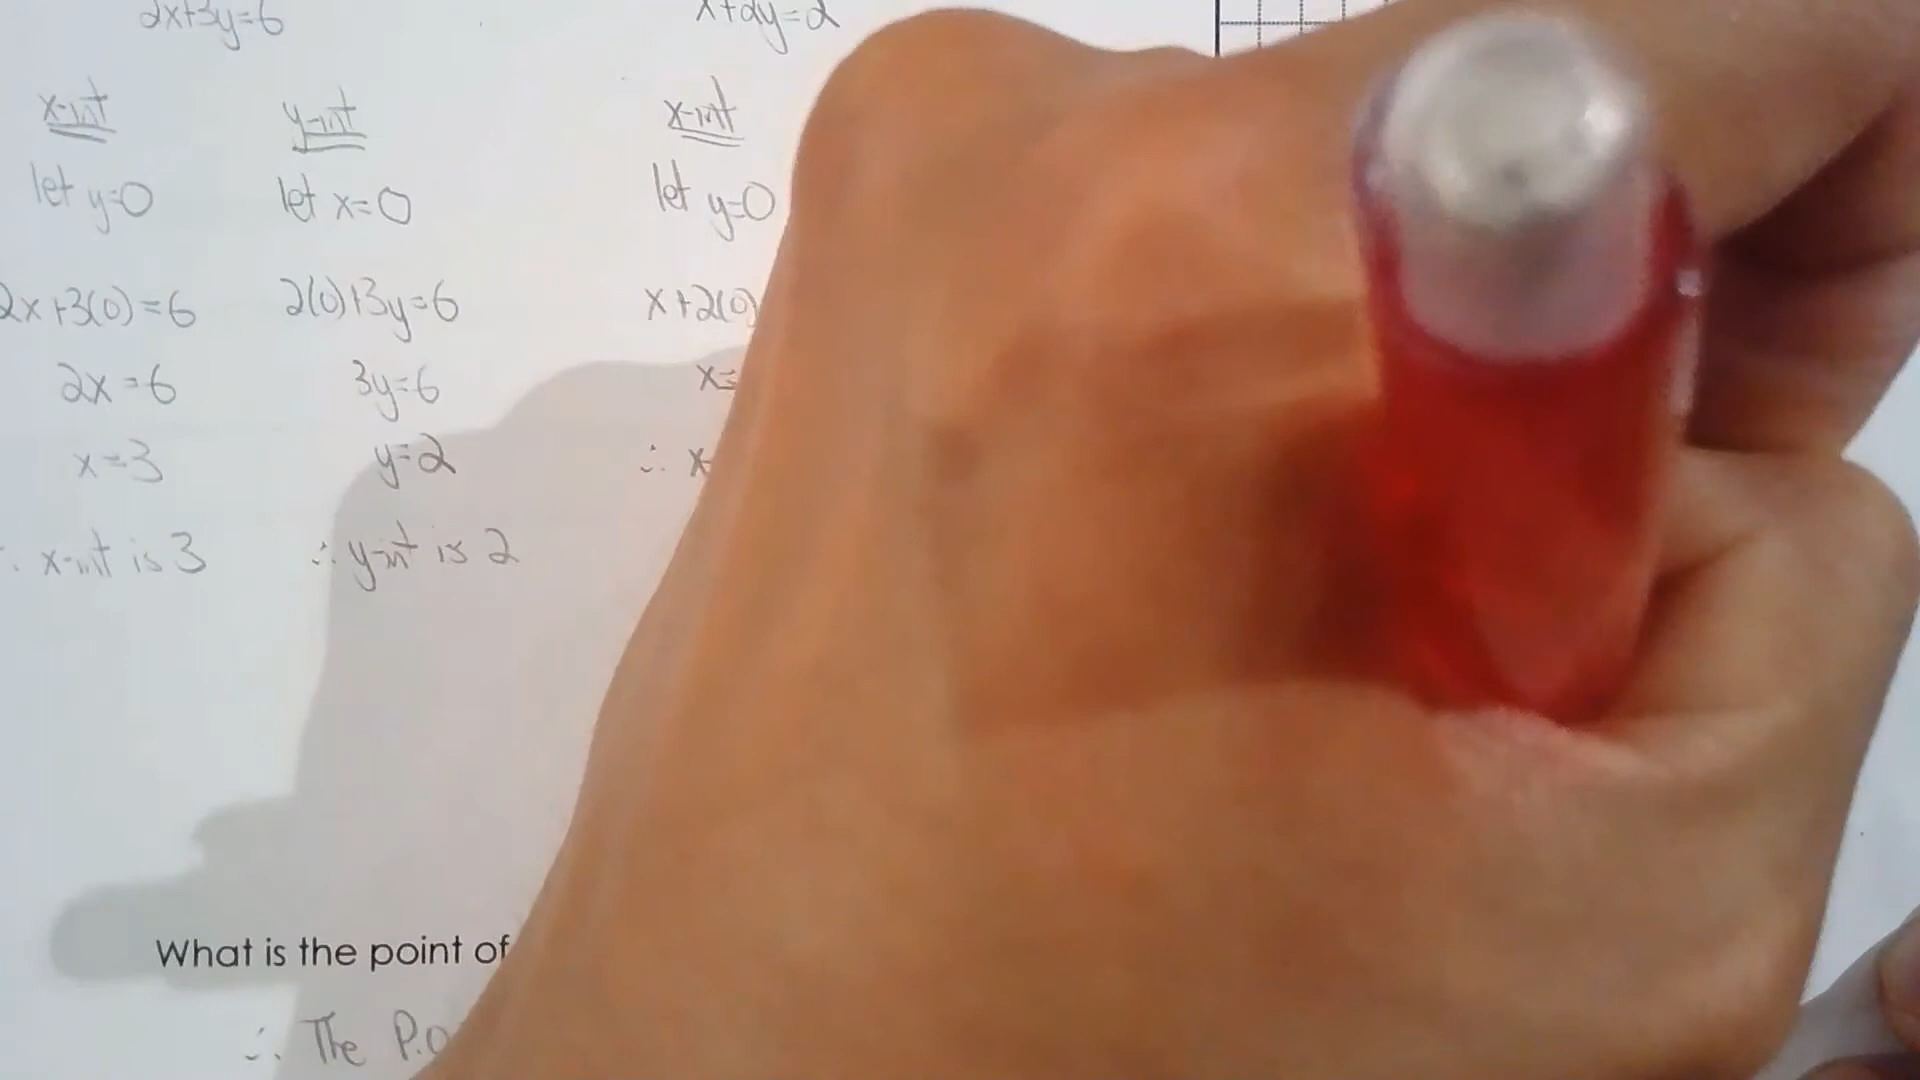 2x+3y=6
x+2y=2
x-int
y-int
x-int
let y=0
let x=0
let y=0
2x+3(0)=6
2(0)+3y=6
x+2(0)
2x=6
3y=6
x=
x=3
y=2
∴ x-int is 3
∴ y-int is 2
∴ x
What is the point of
∴ The P.O